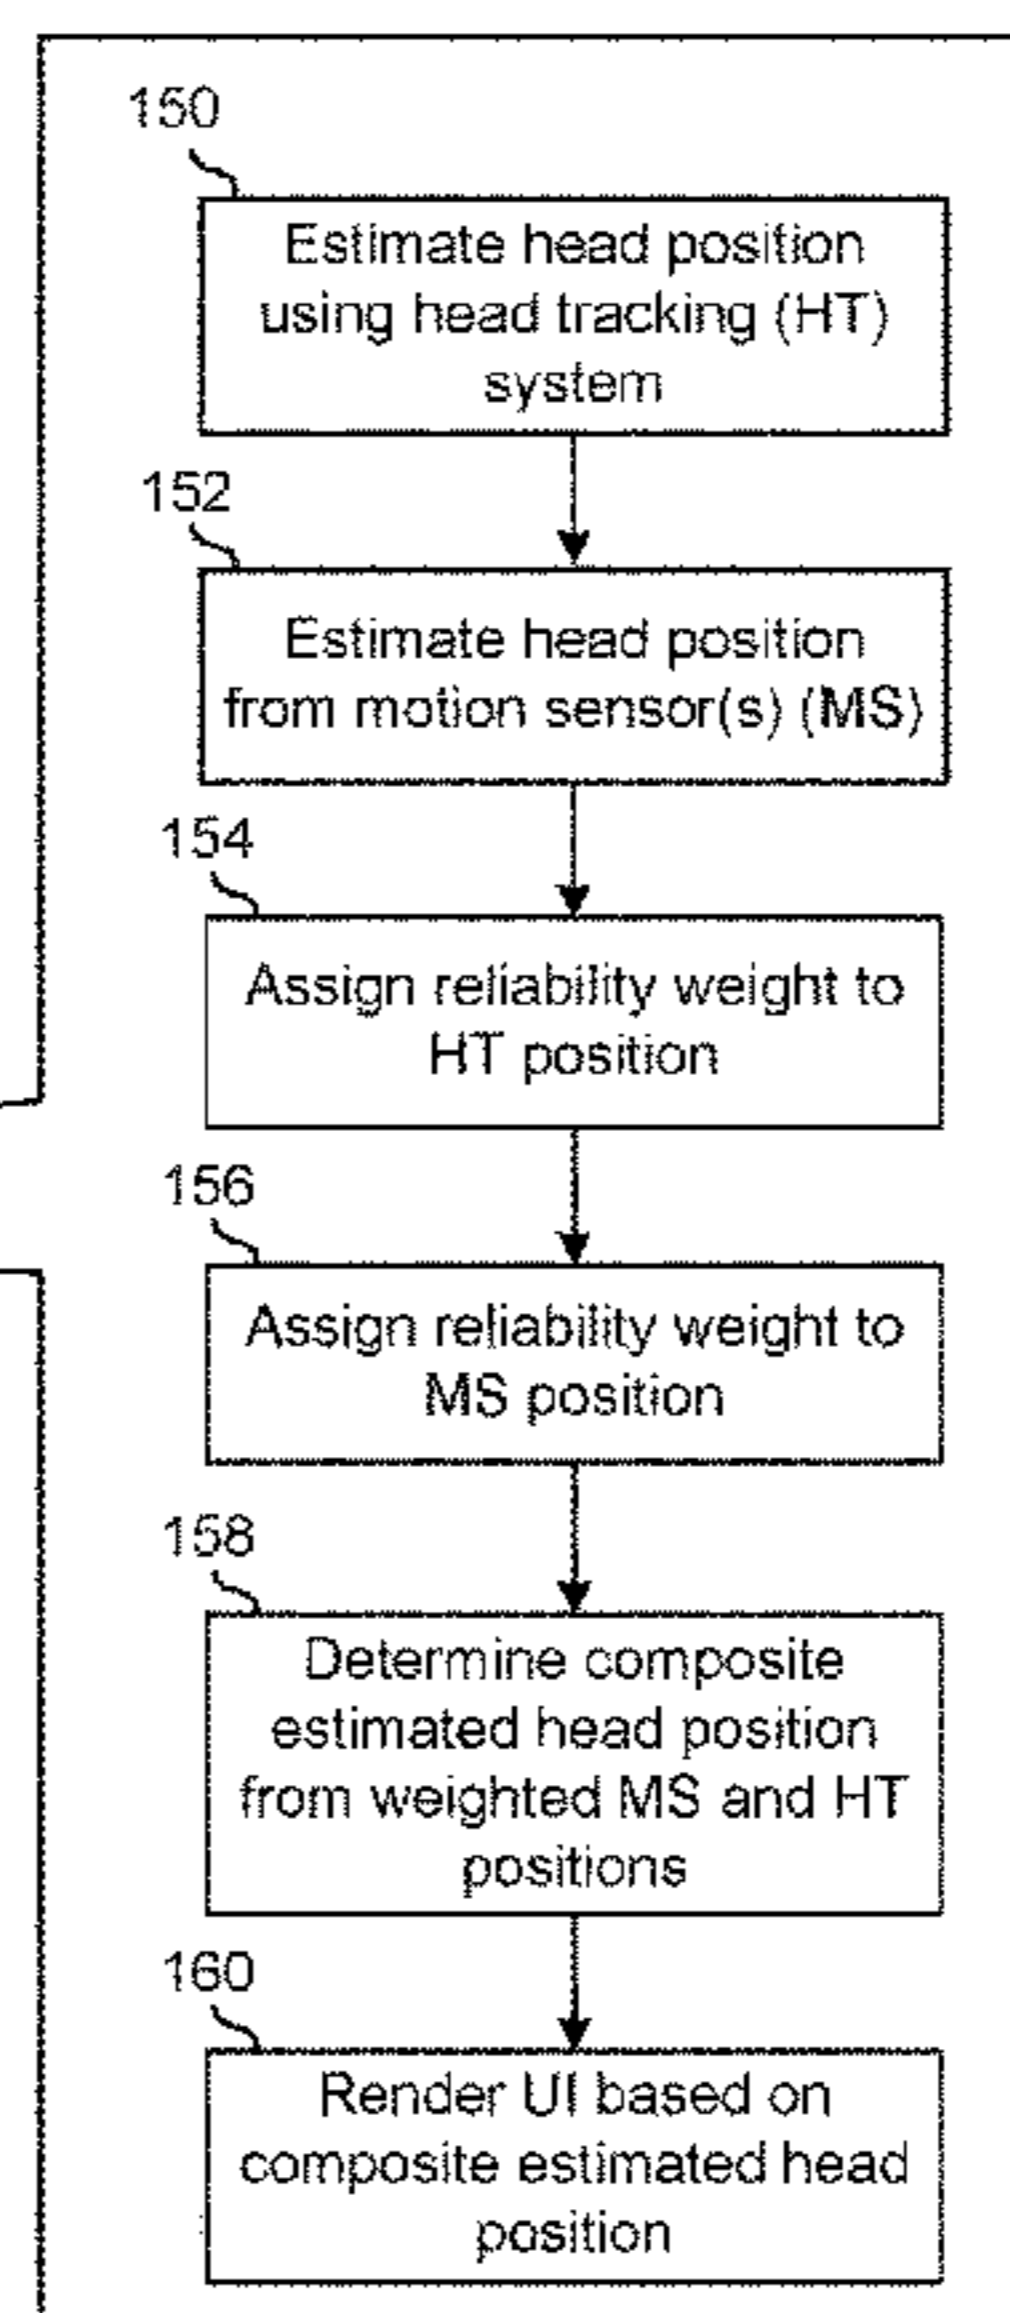 150
Estimate head position
using head tracking (HT)
system
152
Estimate head position
from motion sensor(s) (MS)
154
Assign reliability weight to
HT position
156
Assign reliability weight to
MS position
158
Determine composite
estimated head position
from weighted MS and HT
positions
160
Render UI based on
composite estimated head
position